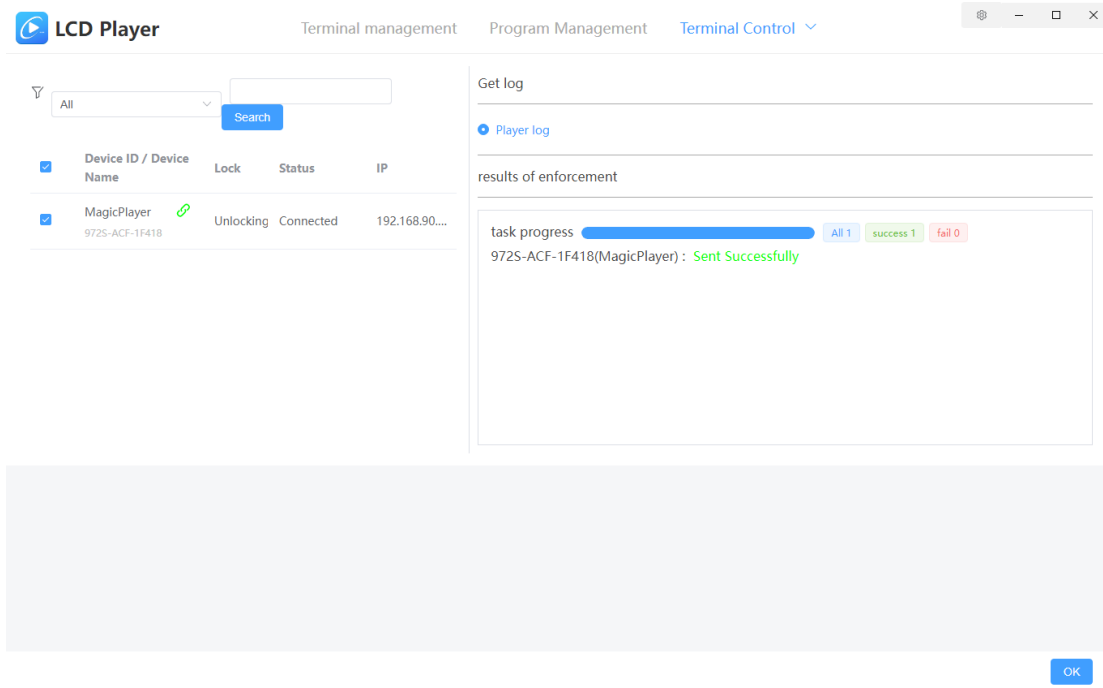 LCD Player
Terminal management
Program Management
Terminal Control
All
Search
Device ID / Device Name
Lock
Status
IP
MagicPlayer
972S-ACF-1F418
Unlocking
Connected
192.168.90....
Get log
Player log
results of enforcement
task progress
All 1
success 1
fail 0
972S-ACF-1F418(MagicPlayer) : Sent Successfully
OK